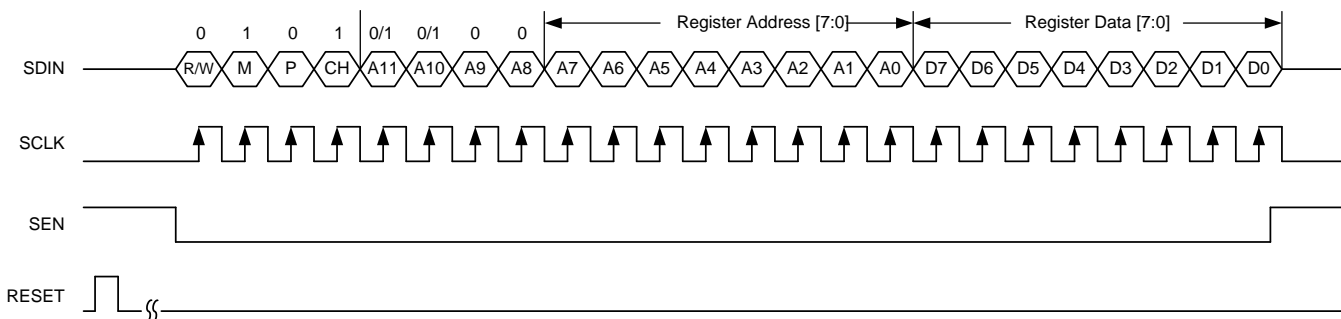 0 1 0 1 0/1 0/1 0 0 Register Address [7:0] Register Data [7:0]
SDIN R/W M P CH A11 A10 A9 A8 A7 A6 A5 A4 A3 A2 A1 A0 D7 D6 D5 D4 D3 D2 D1 D0
SCLK
SEN
RESET